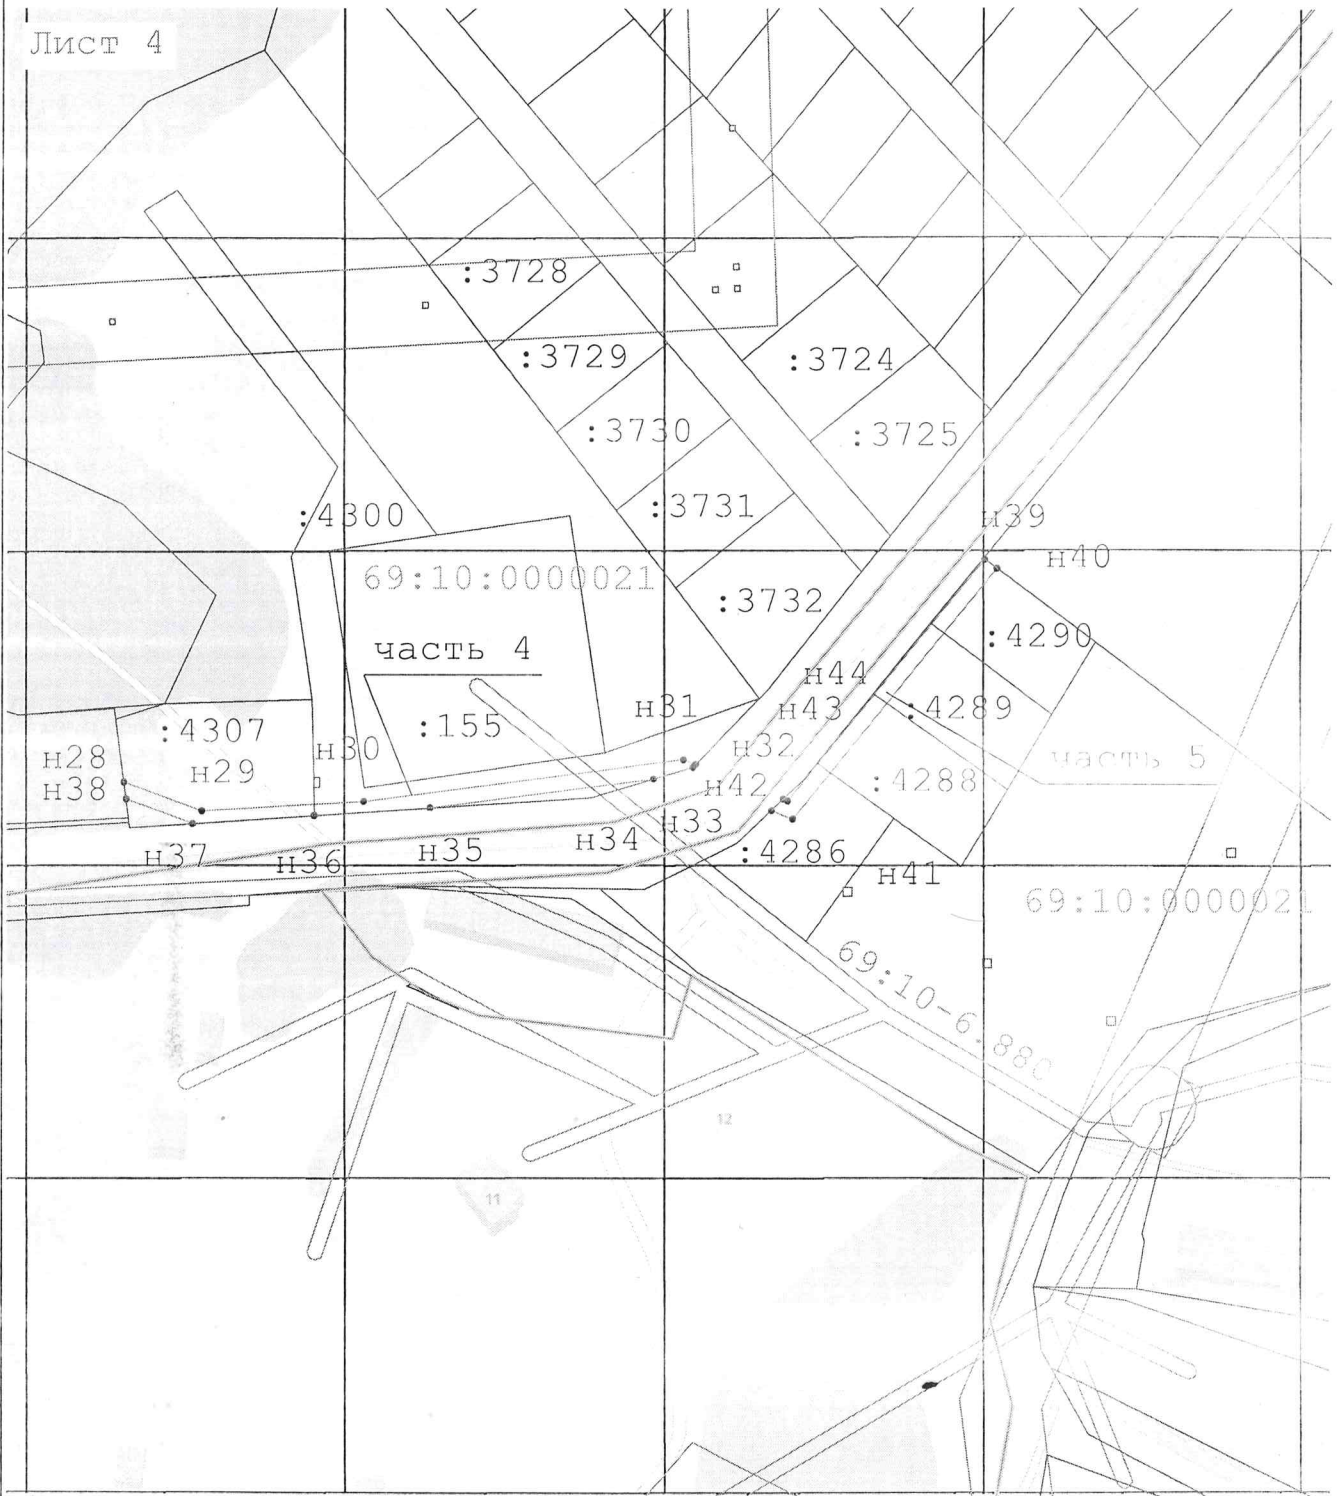 Лист 4
:3728
:3729
:3724
:3730
:3725
:3731
:4300
н39
н40
69:10:0000021
:3732
:4290
часть 4
н44
н31
н43
:4289
:4307
:155
н30
н32
часть 5
н28
н29
:4288
н38
н42
н33
н34
н37
н36
н35
:4286
н41
69:10:0000021
69:10-6.880
12
11